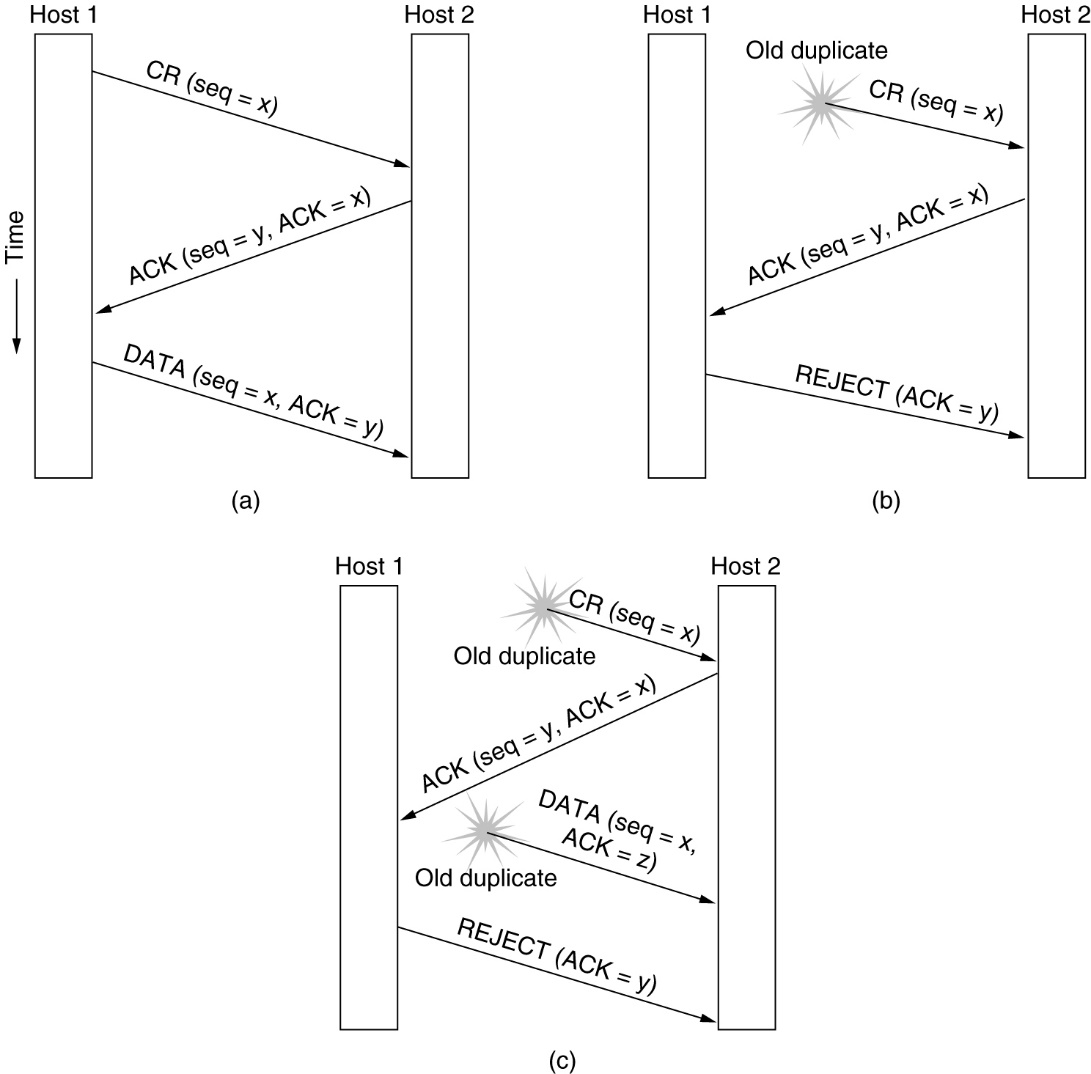 Host 1
Host 2
CR (seq = x)
ACK (seq = y, ACK = x)
DATA (seq = x, ACK = y)
Time
(a)
Host 1
Host 2
Old duplicate
CR (seq = x)
ACK (seq = y, ACK = x)
REJECT (ACK = y)
(b)
Host 1
Host 2
CR (seq = x)
Old duplicate
ACK (seq = y, ACK = x)
DATA (seq = x,
ACK = z)
Old duplicate
REJECT (ACK = y)
(c)